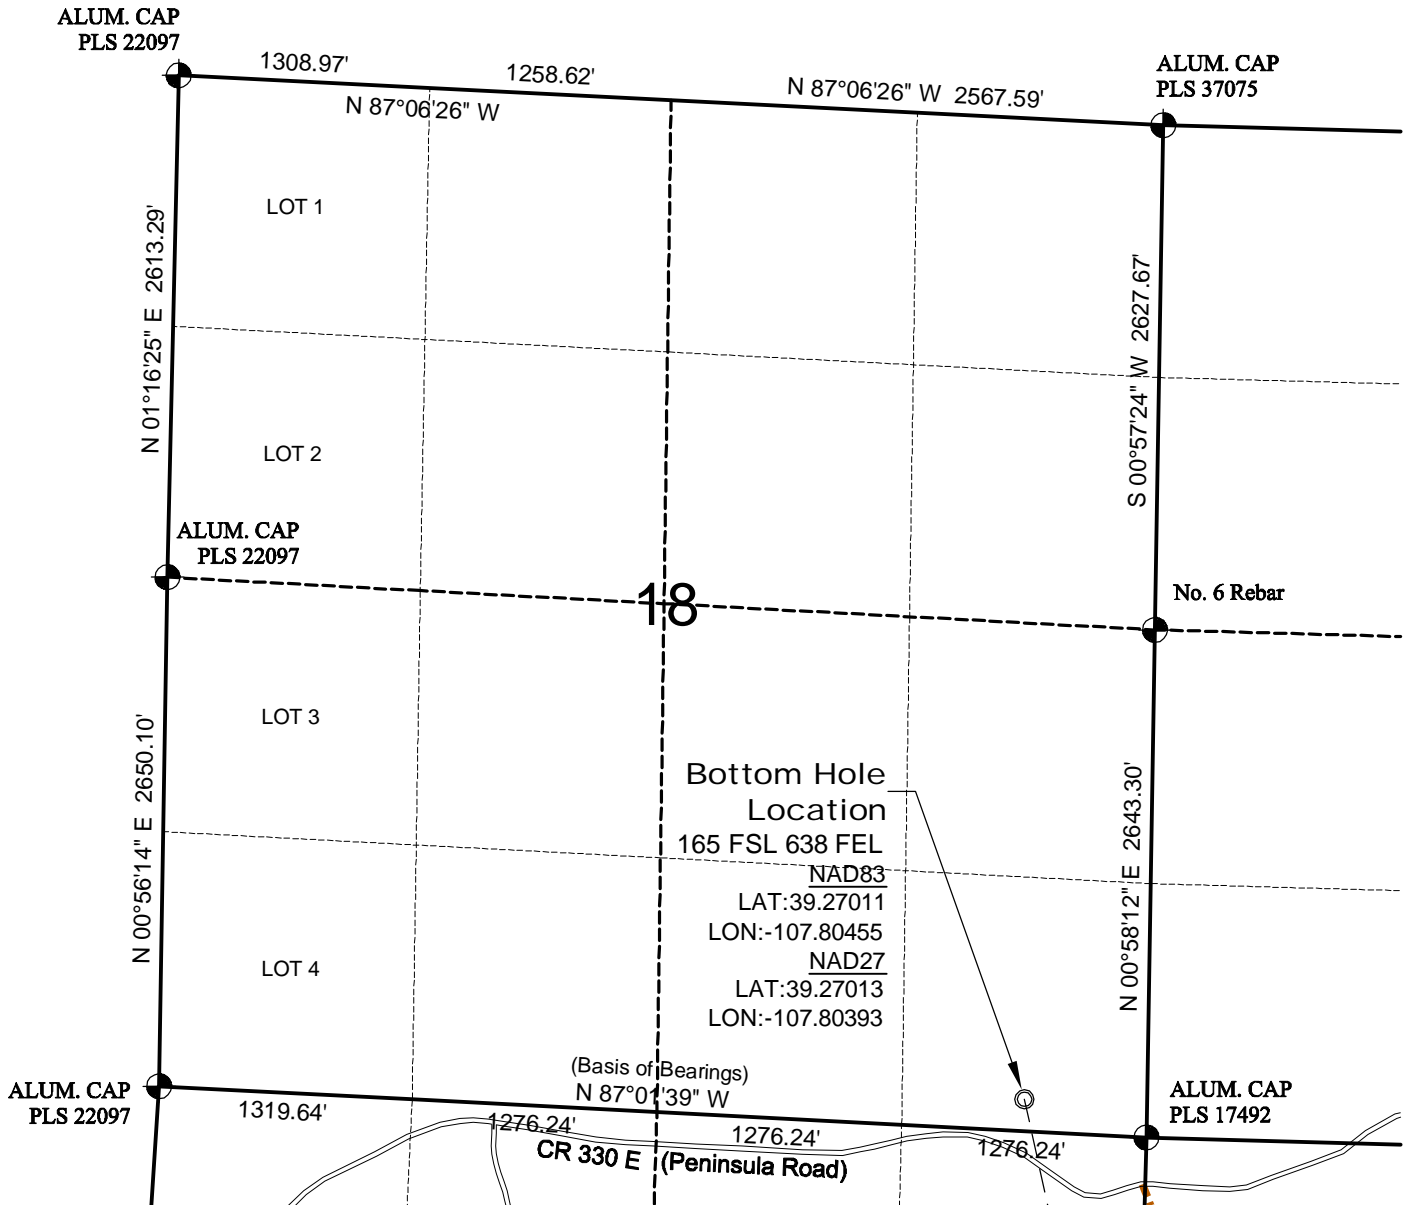 ALUM. CAP
PLS 22097
1308.97'
1258.62'
N 87°06'26" W
N 87°06'26" W 2567.59'
ALUM. CAP
PLS 37075
LOT 1
N 01°16'25" E 2613.29'
S 00°57'24" W 2627.67'
LOT 2
ALUM. CAP
PLS 22097
18
No. 6 Rebar
LOT 3
N 00°56'14" E 2650.10'
N 00°58'12" E 2643.30'
Bottom Hole
Location
165 FSL 638 FEL
NAD83
LAT:39.27011
LON:-107.80455
NAD27
LAT:39.27013
LON:-107.80393
LOT 4
(Basis of Bearings)
N 87°01'39" W
ALUM. CAP
PLS 22097
ALUM. CAP
PLS 17492
1319.64'
1276.24'
1276.24'
1276.24'
CR 330 E (Peninsula Road)